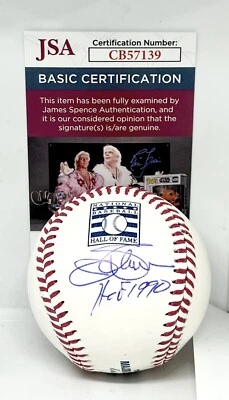 JSA
Certification Number:
CB57139
BASIC CERTIFICATION
This item has been fully examined by
James Spence Authentication, and
it is our considered opinion that the
signature(s) is/are genuine.
NATIONAL
BASEBALL
HALL OF FAME
HoF 1990